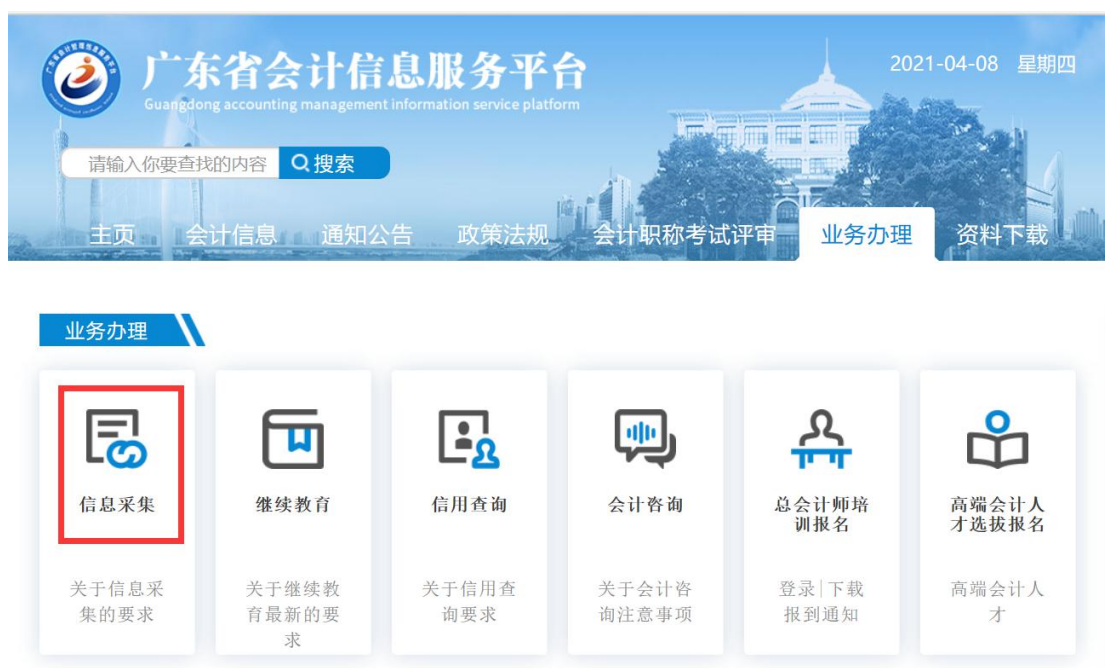 广东省会计信息服务平台
2021-04-08 星期四
Guangdong accounting management information service platform
请输入你要查找的内容 搜索
主页 会计信息 通知公告 政策法规 会计职称考试评审 业务办理 资料下载
业务办理
信息采集
关于信息采
集的要求
继续教育
关于继续教
育最新的要
求
信用查询
关于信用查
询要求
会计咨询
关于会计咨
询注意事项
总会计师培
训报名
登录|下载
报到通知
高端会计人
才选拔报名
高端会计人
才